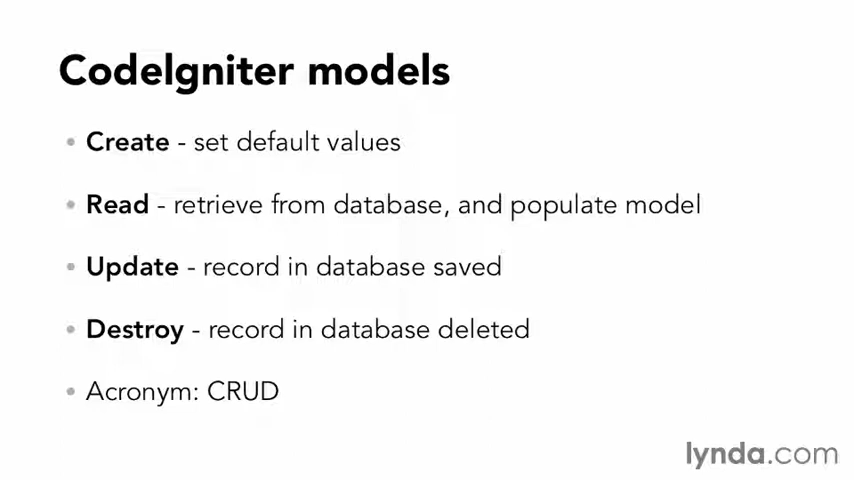 CodeIgniter models
• Create - set default values
• Read - retrieve from database, and populate model
• Update - record in database saved
• Destroy - record in database deleted
• Acronym: CRUD
lynda.com